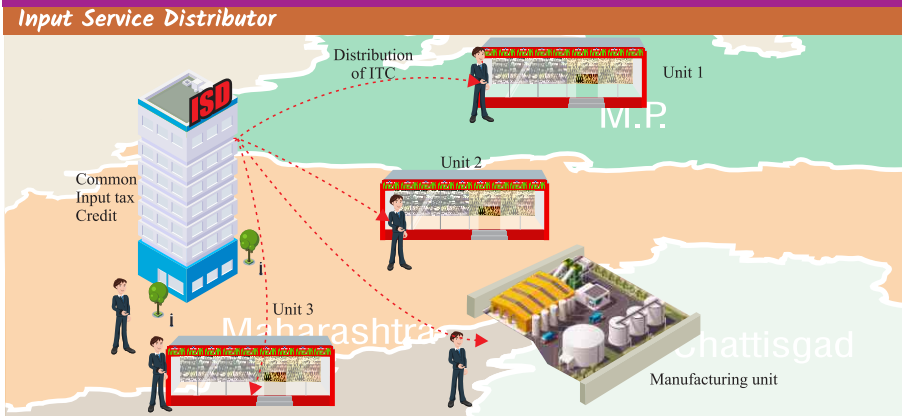 Input Service Distributor
Distribution
of ITC
Unit 1
ISD
M.P.
Unit 2
Common
Input tax
Credit
Unit 3
Maharashtra
hattisgad
Manufacturing unit